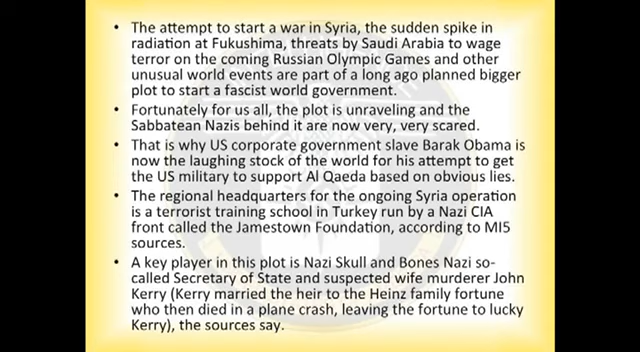 • The attempt to start a war in Syria, the sudden spike in
radiation at Fukushima, threats by Saudi Arabia to wage
terror on the coming Russian Olympic Games and other
unusual world events are part of a long ago planned bigger
plot to start a fascist world government.
• Fortunately for us all, the plot is unraveling and the
Sabbatean Nazis behind it are now very, very scared.
• That is why US corporate government slave Barak Obama is
now the laughing stock of the world for his attempt to get
the US military to support Al Qaeda based on obvious lies.
• The regional headquarters for the ongoing Syria operation
is a terrorist training school in Turkey run by a Nazi CIA
front called the Jamestown Foundation, according to MI5
sources.
• A key player in this plot is Nazi Skull and Bones Nazi so-
called Secretary of State and suspected wife murderer John
Kerry (Kerry married the heir to the Heinz family fortune
who then died in a plane crash, leaving the fortune to lucky
Kerry), the sources say.